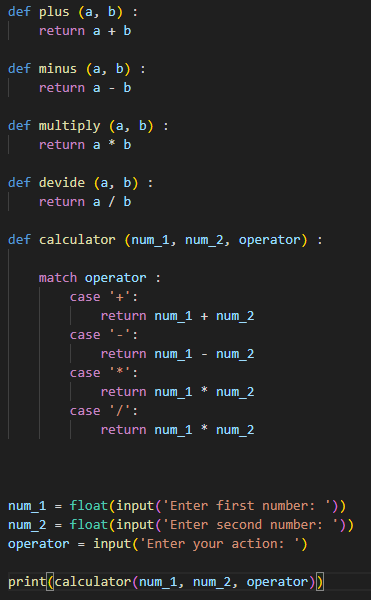 def plus (a, b) :
    return a + b
def minus (a, b) :
    return a - b
def multiply (a, b) :
    return a * b
def devide (a, b) :
    return a / b
def calculator (num_1, num_2, operator) :
    match operator :
        case '+':
            return num_1 + num_2
        case '-':
            return num_1 - num_2
        case '*':
            return num_1 * num_2
        case '/':
            return num_1 * num_2
num_1 = float(input('Enter first number: '))
num_2 = float(input('Enter second number: '))
operator = input('Enter your action: ')
print(calculator(num_1, num_2, operator))